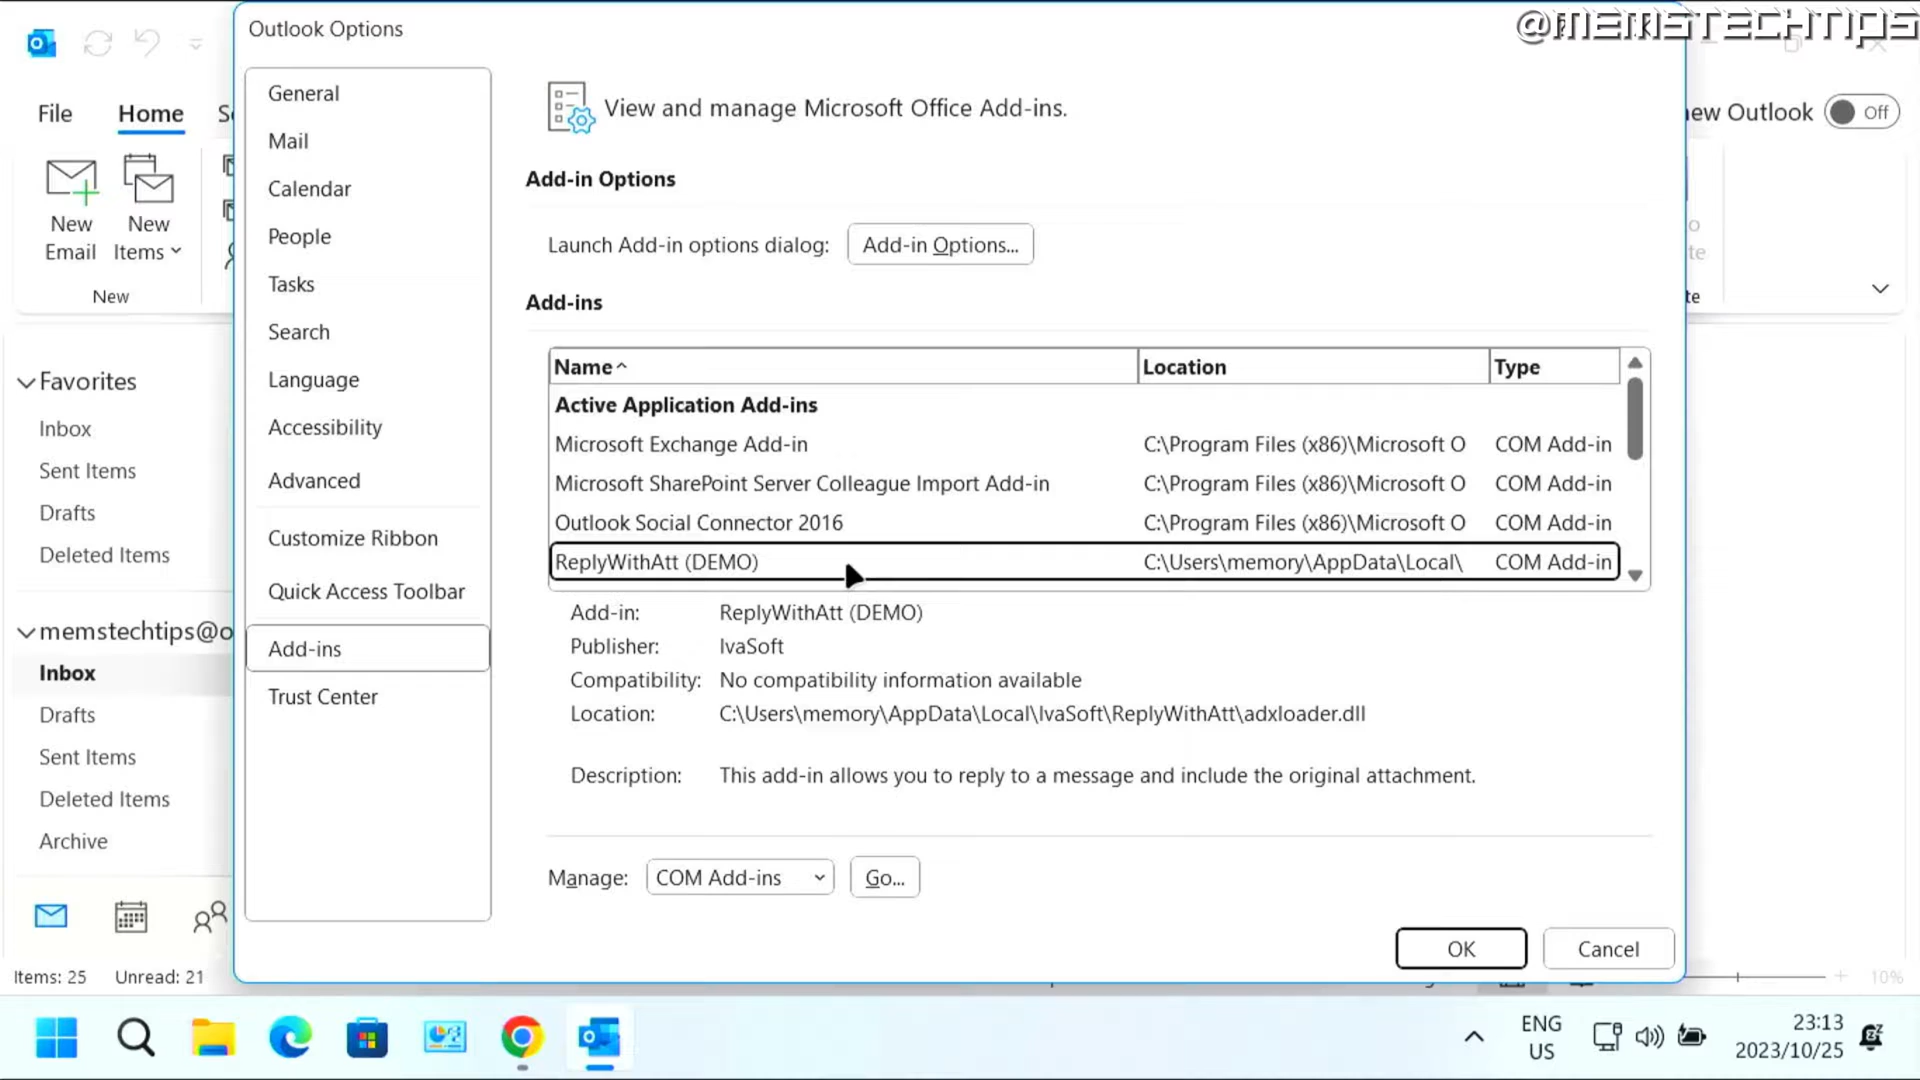 Outlook Options
@MEMSTECHTIPS
File
Home
New Outlook
Off
New
Email
New
Items
New
Favorites
Inbox
Sent Items
Drafts
Deleted Items
memstechtips@o
Inbox
Drafts
Sent Items
Deleted Items
Archive
Items: 25
Unread: 21
General
Mail
Calendar
People
Tasks
Search
Language
Accessibility
Advanced
Customize Ribbon
Quick Access Toolbar
Add-ins
Trust Center
View and manage Microsoft Office Add-ins.
Add-in Options
Launch Add-in options dialog:
Add-in Options...
Add-ins
Name Location Type
Active Application Add-ins
Microsoft Exchange Add-in C:\Program Files (x86)\Microsoft O COM Add-in
Microsoft SharePoint Server Colleague Import Add-in C:\Program Files (x86)\Microsoft O COM Add-in
Outlook Social Connector 2016 C:\Program Files (x86)\Microsoft O COM Add-in
ReplyWithAtt (DEMO) C:\Users\memory\AppData\Local\ COM Add-in
Add-in: ReplyWithAtt (DEMO)
Publisher: IvaSoft
Compatibility: No compatibility information available
Location: C:\Users\memory\AppData\Local\IvaSoft\ReplyWithAtt\adxloader.dll
Description: This add-in allows you to reply to a message and include the original attachment.
Manage: COM Add-ins Go...
OK
Cancel
10%
ENG
US
23:13
2023/10/25